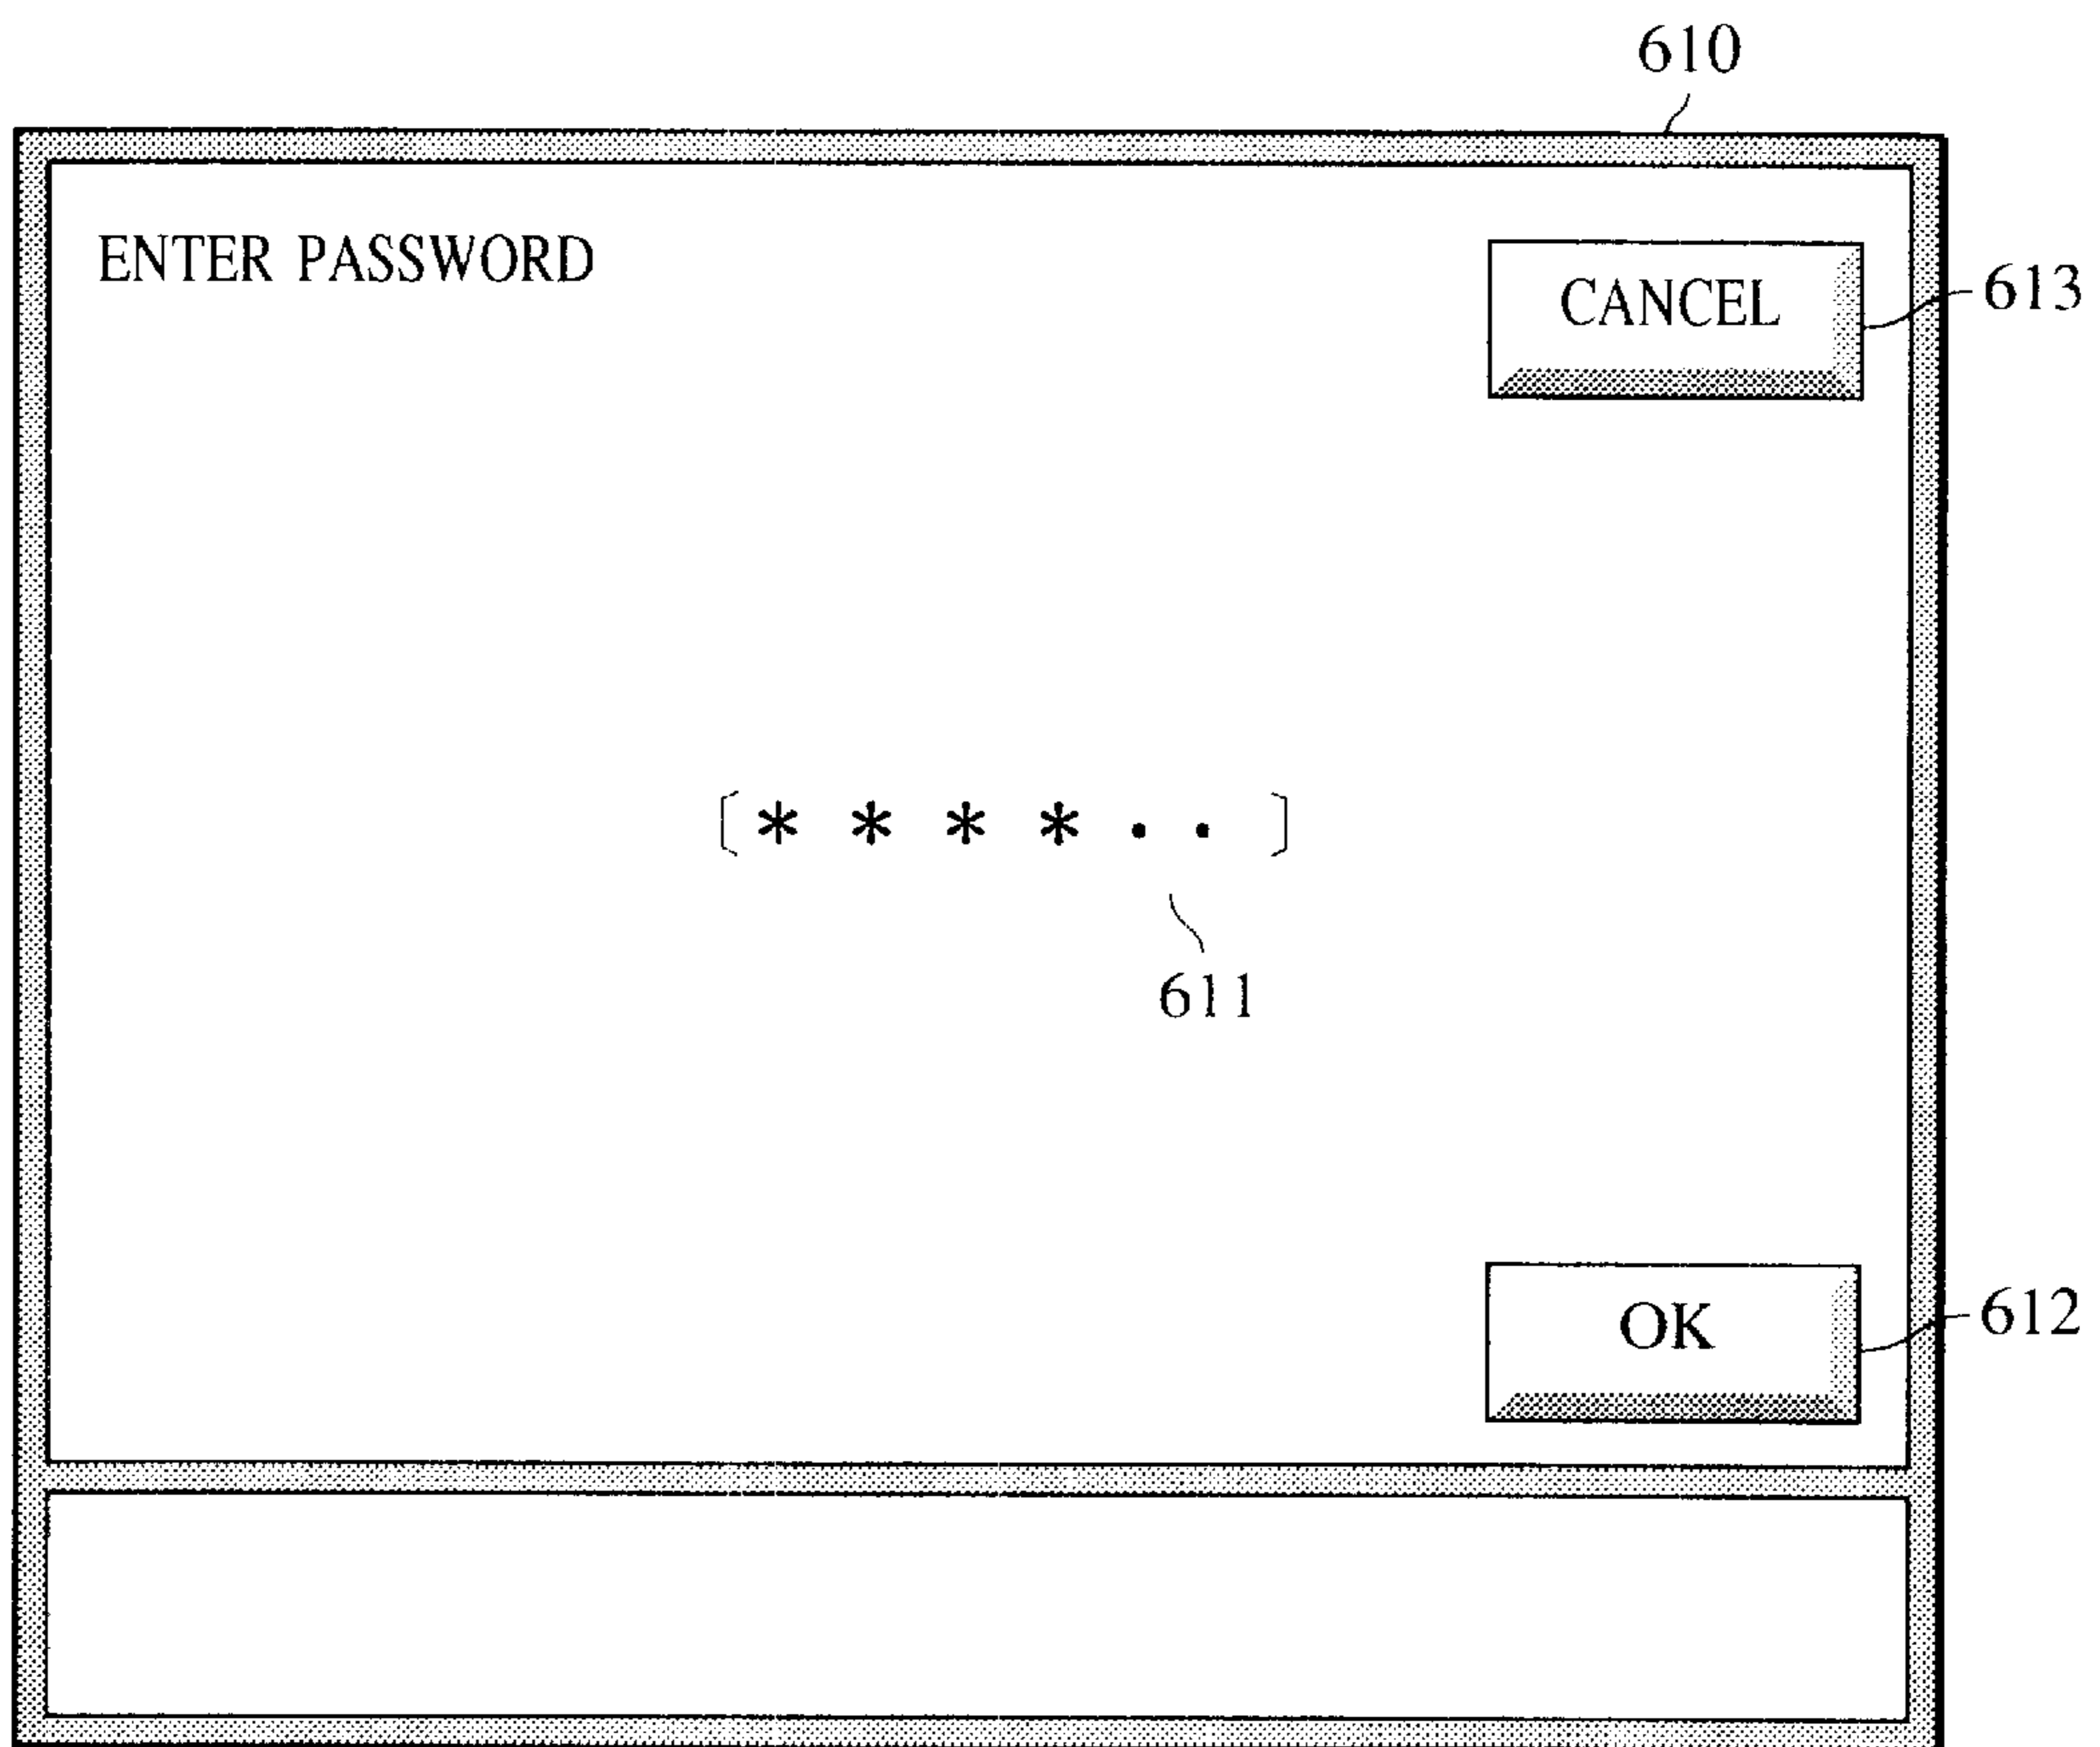 610
ENTER PASSWORD
CANCEL
613
〔* * * * · · 〕
611
OK
612